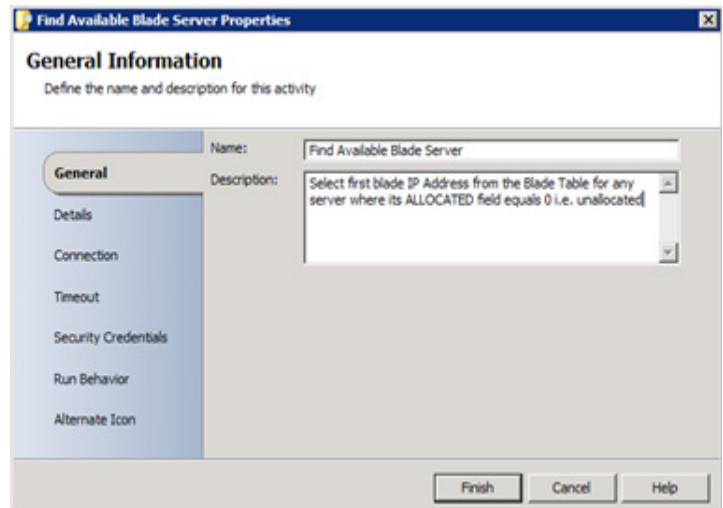 Find Available Blade Server Properties
General Information
Define the name and description for this activity
General
Details
Connection
Timeout
Security Credentials
Run Behavior
Alternate Icon
Name:
Find Available Blade Server
Description:
Select first blade IP Address from the Blade Table for any
server where its ALLOCATED field equals 0 i.e. unallocated
Finish
Cancel
Help